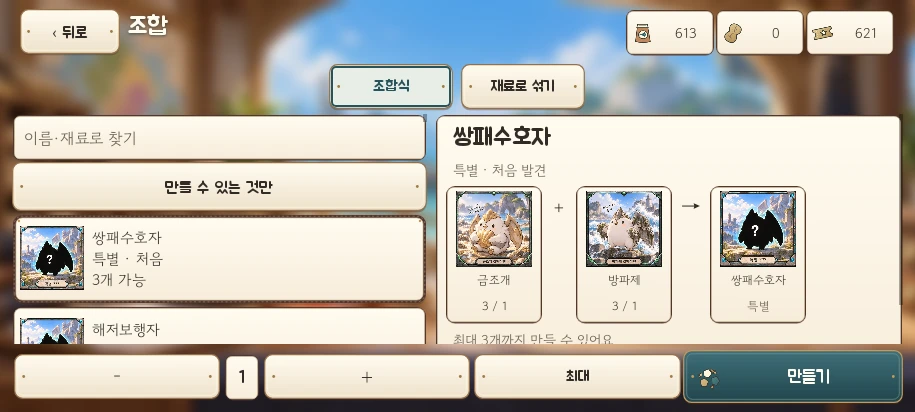 ‹ 뒤로
조합
613
0
621
조합식
재료로 섞기
이름·재료로 찾기
만들 수 있는 것만
쌍패수호자
특별 · 처음
3개 가능
해저보행자
쌍패수호자
특별 · 처음 발견
금조개
3 / 1
+
방파제
3 / 1
→
쌍패수호자
특별
?
?
최대 3개까지 만들 수 있어요
-
1
+
최대
만들기